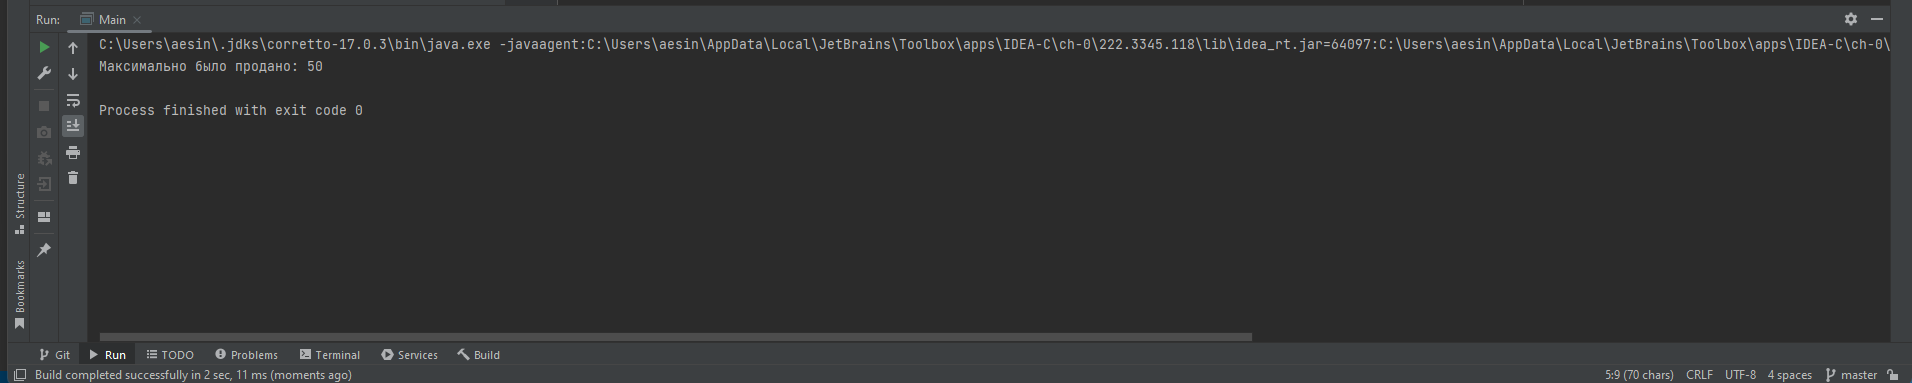 Run: Main
C:\Users\aesin\.jdks\corretto-17.0.3\bin\java.exe -javaagent:C:\Users\aesin\AppData\Local\JetBrains\Toolbox\apps\IDEA-C\ch-0\222.3345.118\lib\idea_rt.jar=64097:C:\Users\aesin\AppData\Local\JetBrains\Toolbox\apps\IDEA-C\ch-0\
Максимально было продано: 50
Process finished with exit code 0
Structure
Bookmarks
Git Run TODO Problems Terminal Services Build
Build completed successfully in 2 sec, 11 ms (moments ago) 5:9 (70 chars) CRLF UTF-8 4 spaces master